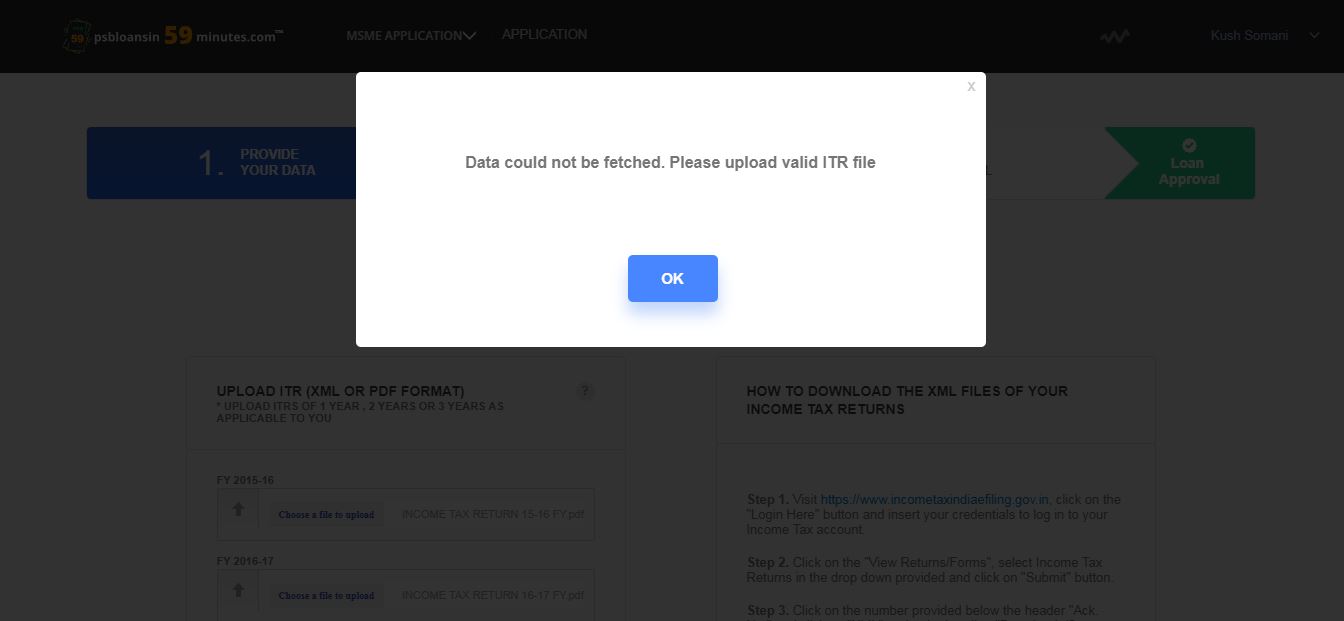 59 psbloansin 59 minutes.com™ MSME APPLICATION APPLICATION Kush Somani
X
Data could not be fetched. Please upload valid ITR file
OK
1. PROVIDE
YOUR DATA
Loan
Approval
UPLOAD ITR (XML OR PDF FORMAT) ?
* UPLOAD ITRS OF 1 YEAR , 2 YEARS OR 3 YEARS AS
APPLICABLE TO YOU
FY 2015-16
Choose a file to upload INCOME TAX RETURN 15-16 FY.pdf
FY 2016-17
Choose a file to upload INCOME TAX RETURN 16-17 FY.pdf
HOW TO DOWNLOAD THE XML FILES OF YOUR
INCOME TAX RETURNS
Step 1. Visit https://www.incometaxindiaefiling.gov.in, click on the
"Login Here" button and insert your credentials to log in to your
Income Tax account.
Step 2. Click on the "View Returns/Forms", select Income Tax
Returns in the drop down provided and click on "Submit" button.
Step 3. Click on the number provided below the header "Ack.